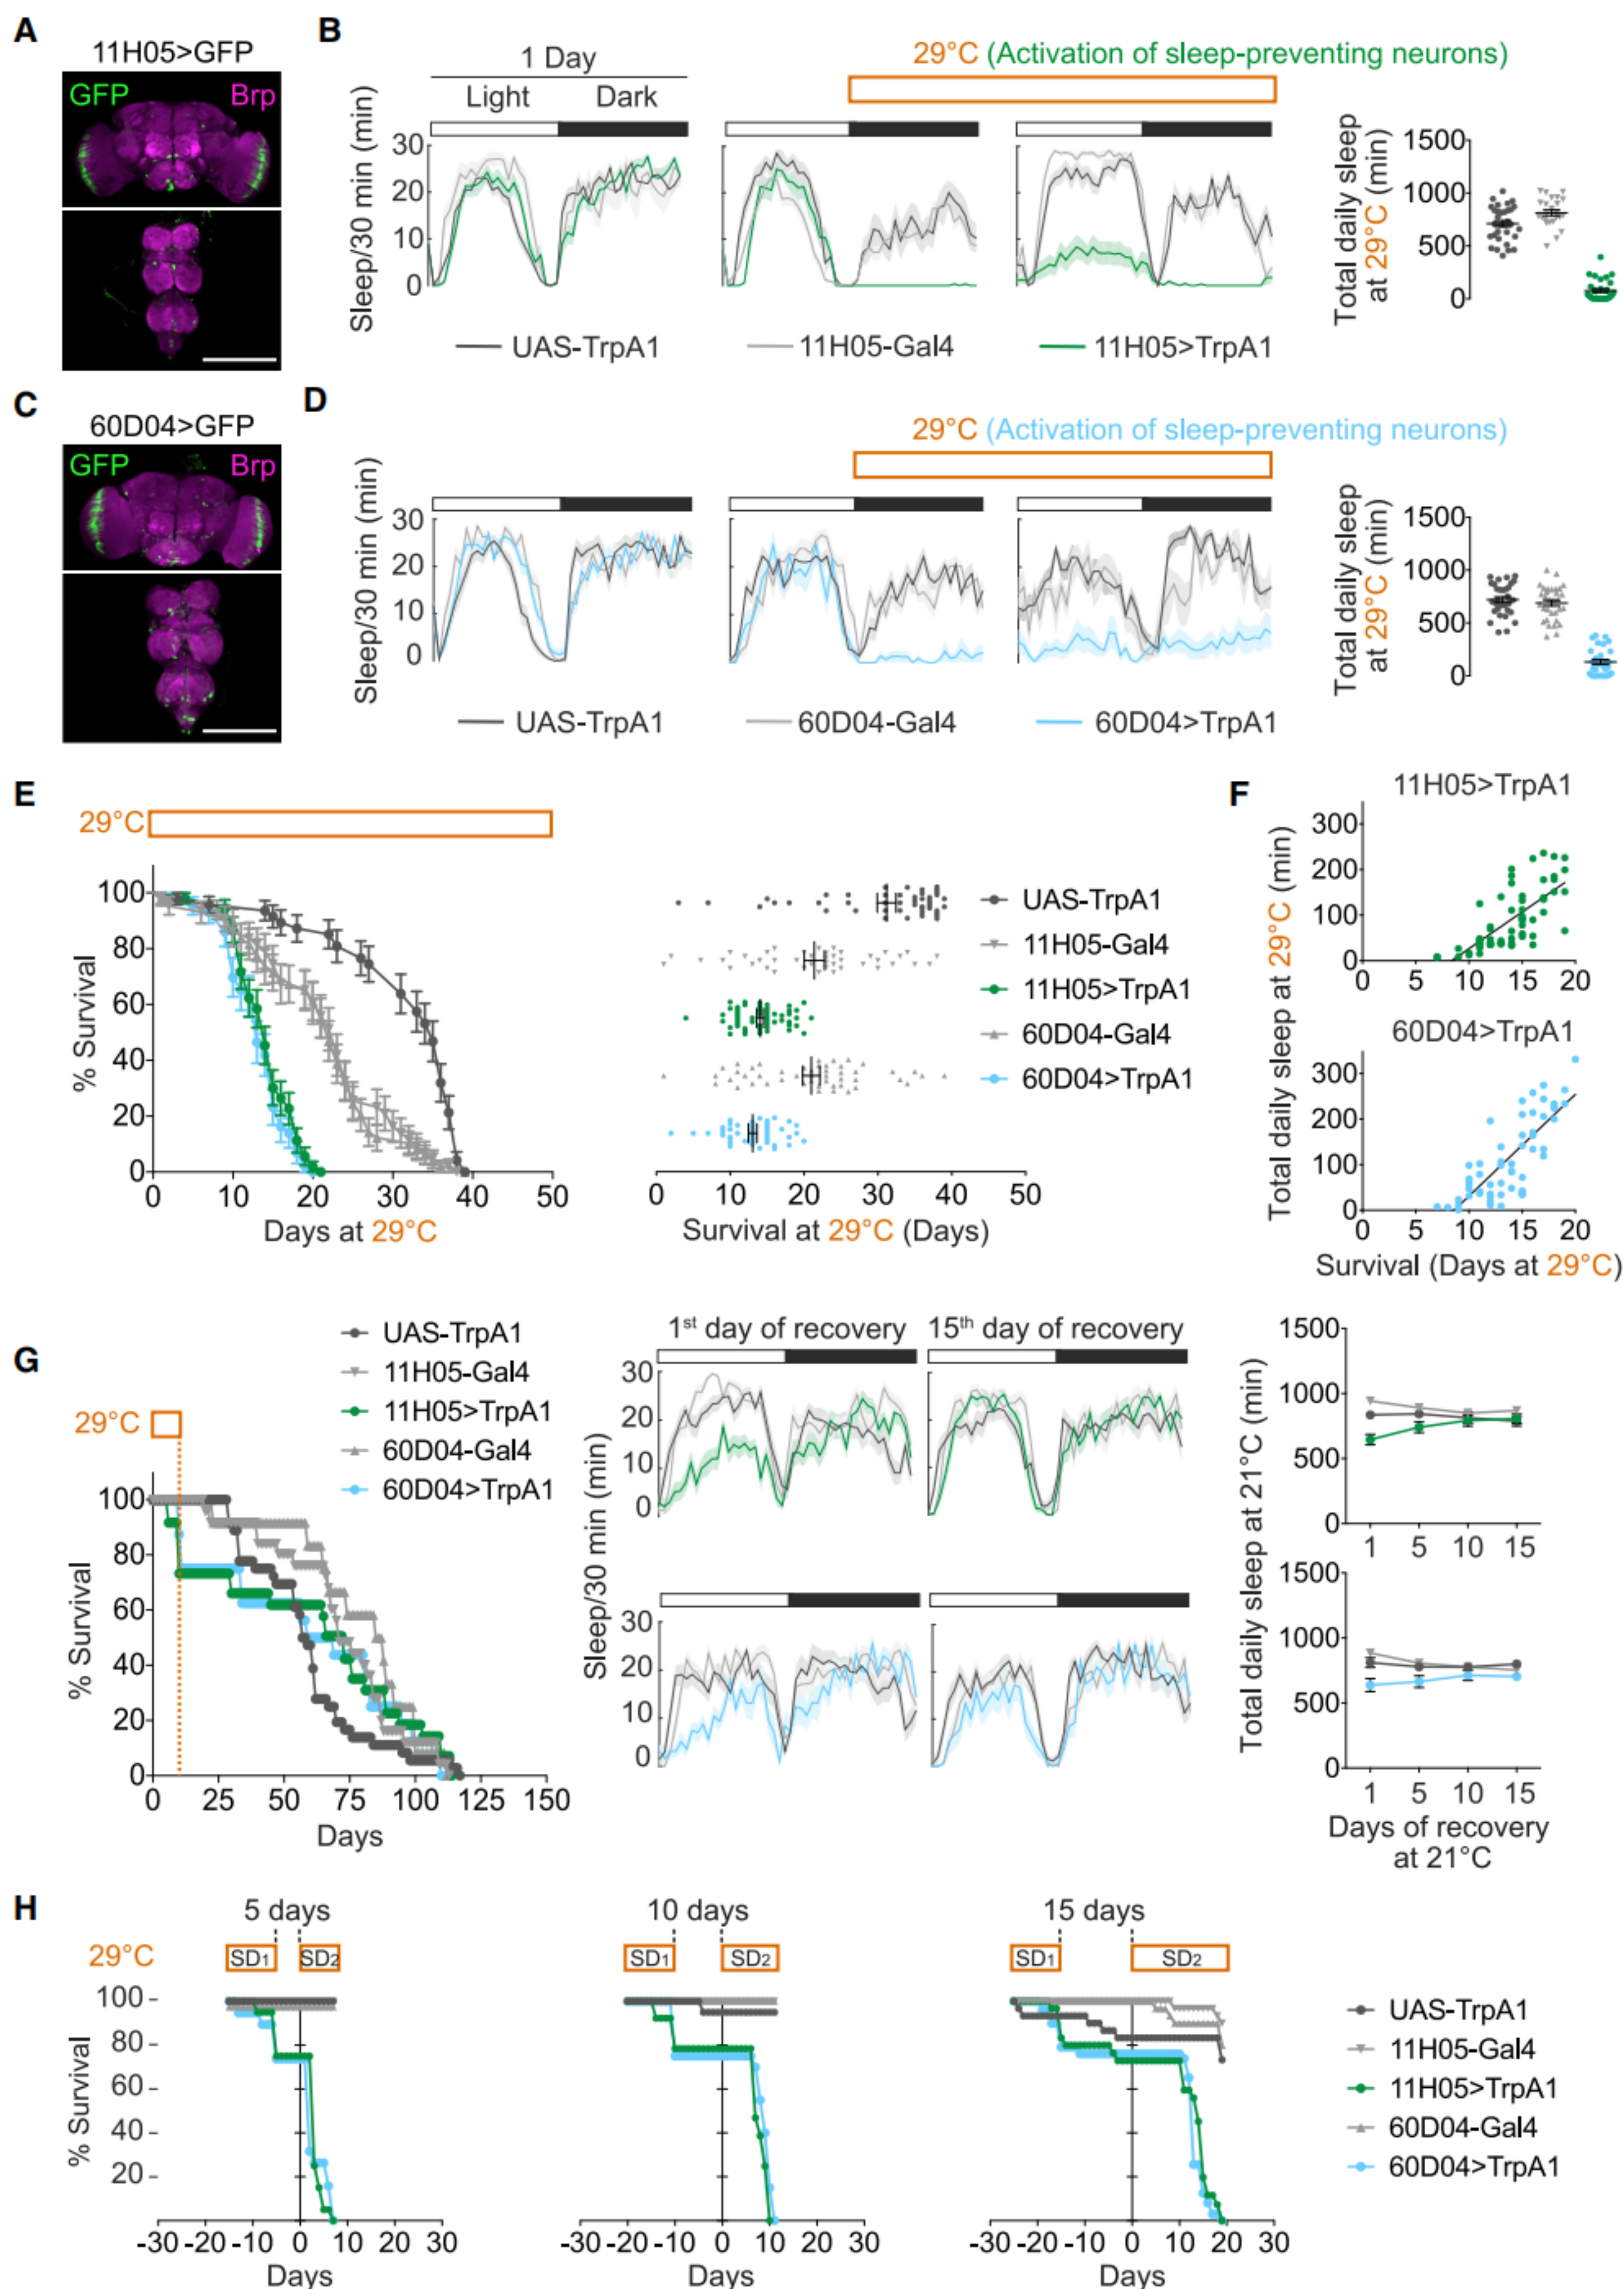 A
11H05>GFP
GFP Brp
B
1 Day
Light Dark
29°C (Activation of sleep-preventing neurons)
Sleep/30 min (min)
30
20
10
0
UAS-TrpA1 11H05-Gal4 11H05>TrpA1
Total daily sleep
at 29°C (min)
1500
1000
500
0
C
60D04>GFP
GFP Brp
D
29°C (Activation of sleep-preventing neurons)
Sleep/30 min (min)
30
20
10
0
UAS-TrpA1 60D04-Gal4 60D04>TrpA1
Total daily sleep
at 29°C (min)
1500
1000
500
0
E
29°C
% Survival
100
80
60
40
20
0
0 10 20 30 40 50
Days at 29°C
0 10 20 30 40 50
Survival at 29°C (Days)
UAS-TrpA1
11H05-Gal4
11H05>TrpA1
60D04-Gal4
60D04>TrpA1
F
Total daily sleep at 29°C (min)
11H05>TrpA1
300
200
100
0
0 5 10 15 20
60D04>TrpA1
300
200
100
0
0 5 10 15 20
Survival (Days at 29°C)
G
UAS-TrpA1
11H05-Gal4
11H05>TrpA1
60D04-Gal4
60D04>TrpA1
29°C
% Survival
100
80
60
40
20
0
0 25 50 75 100 125 150
Days
1st day of recovery 15th day of recovery
Sleep/30 min (min)
30
20
10
0
30
20
10
0
Total daily sleep at 21°C (min)
1500
1000
500
0
1 5 10 15
1500
1000
500
0
1 5 10 15
Days of recovery
at 21°C
H
5 days 10 days 15 days
29°C
SD1 SD2 SD1 SD2 SD1 SD2
% Survival
100
80
60
40
20
-30 -20 -10 0 10 20 30 -30 -20 -10 0 10 20 30 -30 -20 -10 0 10 20 30
Days Days Days
UAS-TrpA1
11H05-Gal4
11H05>TrpA1
60D04-Gal4
60D04>TrpA1